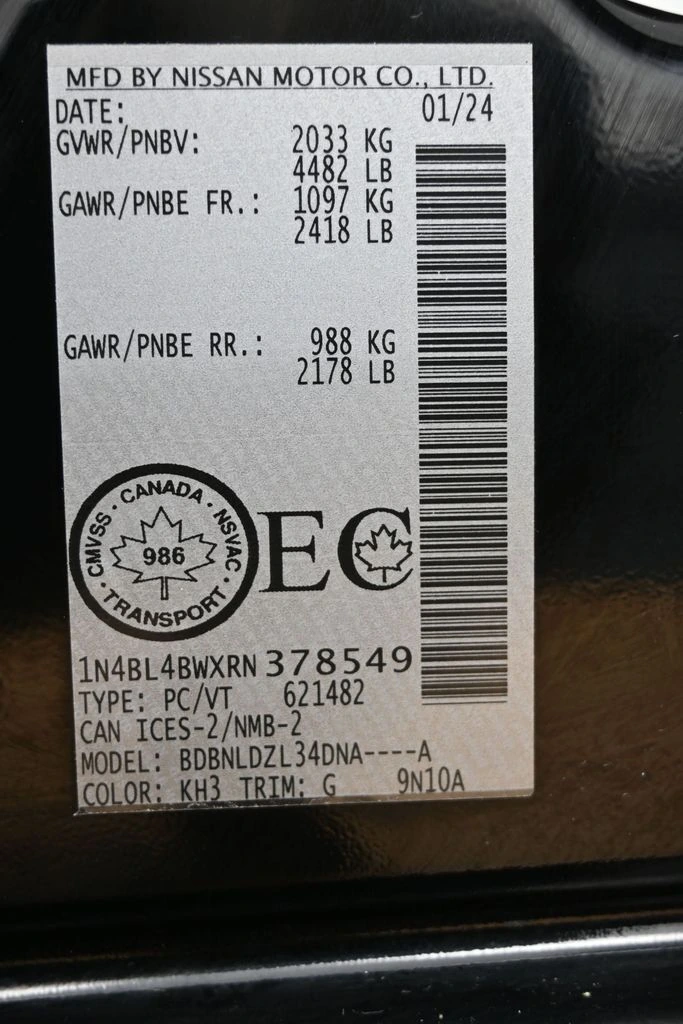 MFD BY NISSAN MOTOR CO., LTD.
DATE: 01/24
GVWR/PNBV: 2033 KG
4482 LB
GAWR/PNBE FR.: 1097 KG
2418 LB
GAWR/PNBE RR.: 988 KG
2178 LB
CMVSS · CANADA · NSVAC · TRANSPORT ·
986
EC
1N4BL4BWXRN 378549
TYPE: PC/VT 621482
CAN ICES-2/NMB-2
MODEL: BDBNLDZL34DNA----A
COLOR: KH3 TRIM: G 9N10A